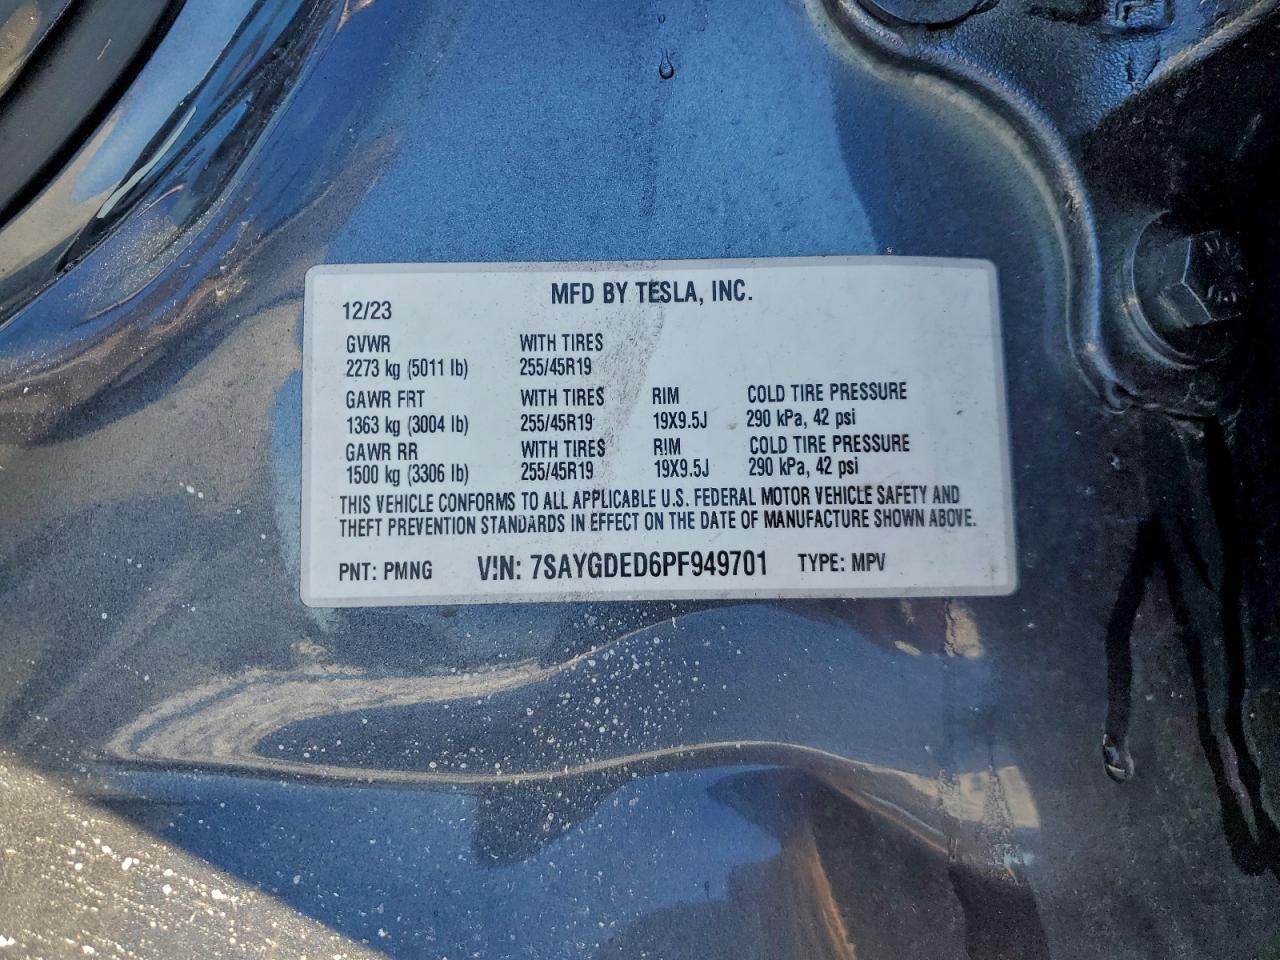 MFD BY TESLA, INC.
12/23
GVWR WITH TIRES
2273 kg (5011 lb) 255/45R19
GAWR FRT WITH TIRES RIM COLD TIRE PRESSURE
1363 kg (3004 lb) 255/45R19 19X9.5J 290 kPa, 42 psi
GAWR RR WITH TIRES RIM COLD TIRE PRESSURE
1500 kg (3306 lb) 255/45R19 19X9.5J 290 kPa, 42 psi
THIS VEHICLE CONFORMS TO ALL APPLICABLE U.S. FEDERAL MOTOR VEHICLE SAFETY AND
THEFT PREVENTION STANDARDS IN EFFECT ON THE DATE OF MANUFACTURE SHOWN ABOVE.
PNT: PMNG VIN: 7SAYGDED6PF949701 TYPE: MPV